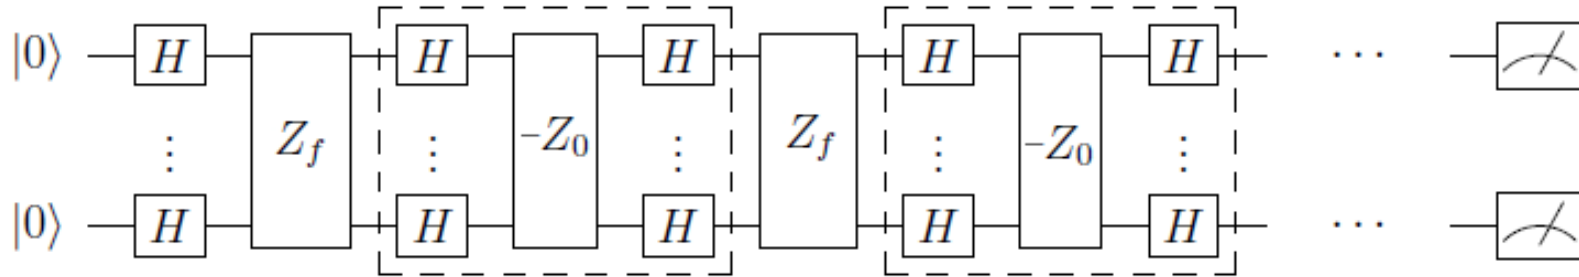 |0⟩ H Z_f H −Z_0 H Z_f H −Z_0 H ⋯
⋮ ⋮ ⋮ ⋮ ⋮
|0⟩ H H H H H ⋯